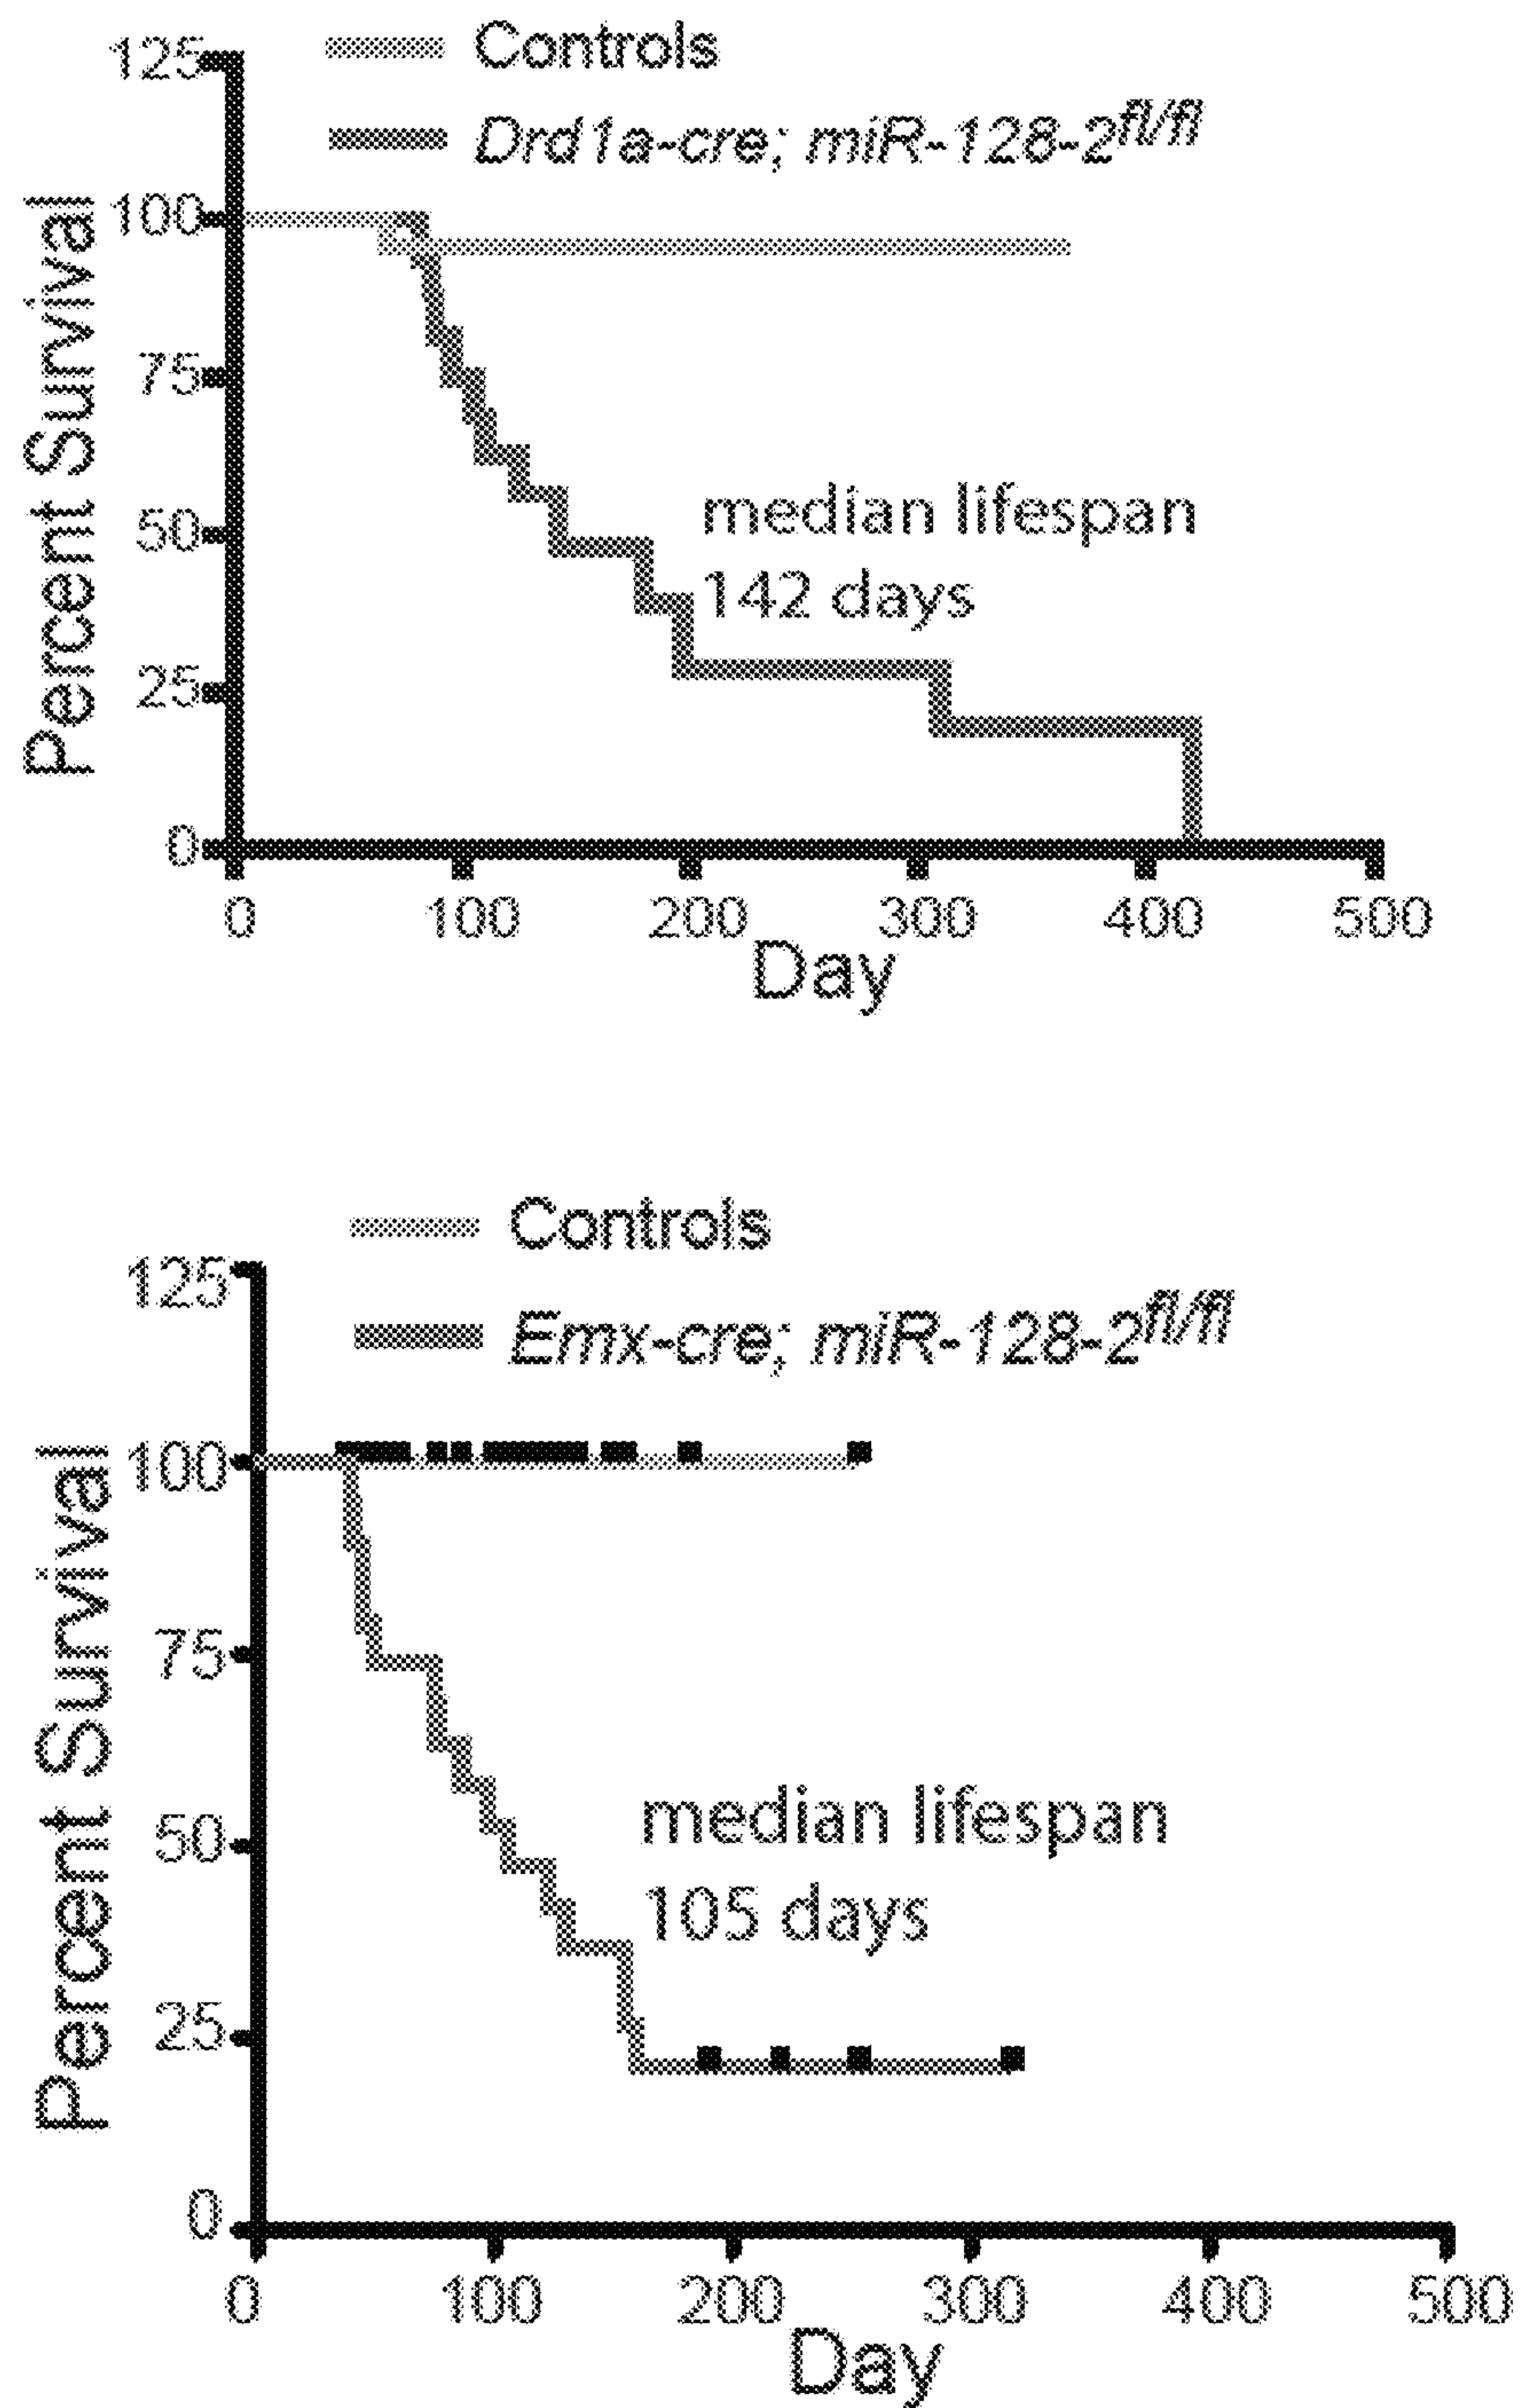 Controls
Drd1a-cre; miR-128-2fl/fl
125
100
75
50
25
0
Percent Survival
median lifespan
142 days
0 100 200 300 400 500
Day
Controls
Emx-cre; miR-128-2fl/fl
125
100
75
50
25
0
Percent Survival
median lifespan
105 days
0 100 200 300 400 500
Day